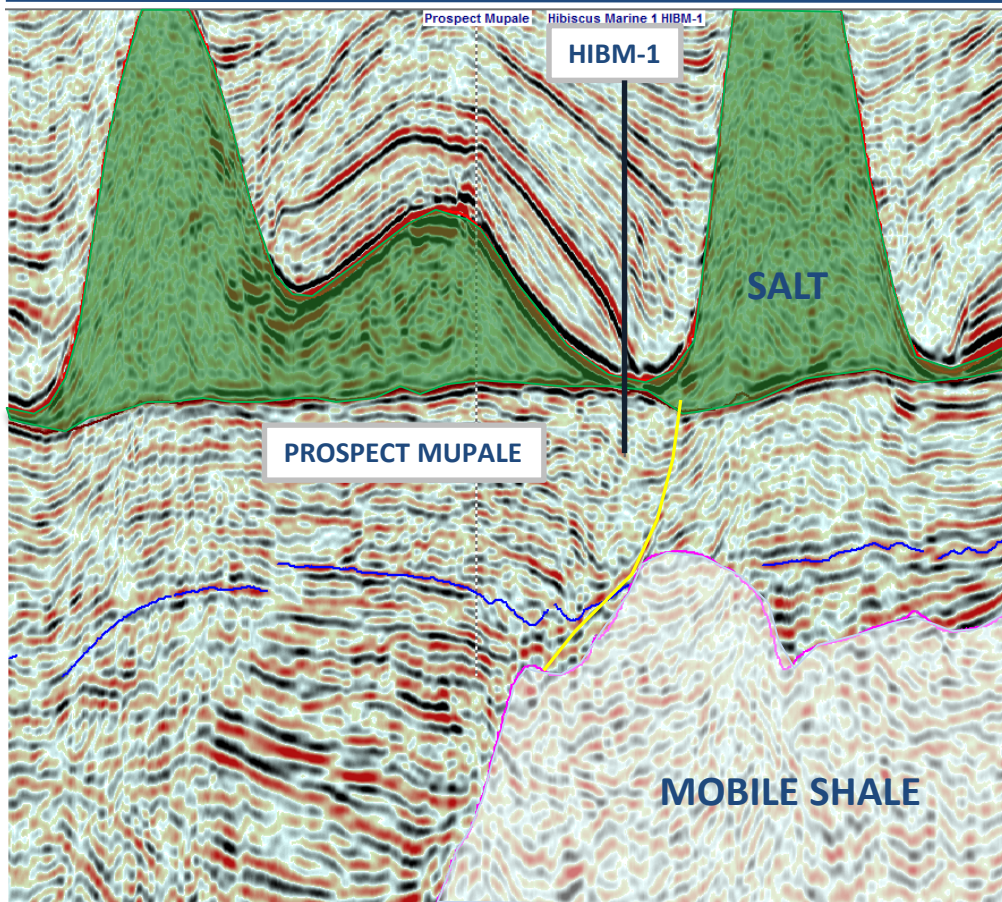 Prospect Mupale Hibiscus Marine 1 HIBM-1
HIBM-1
SALT
PROSPECT MUPALE
MOBILE SHALE